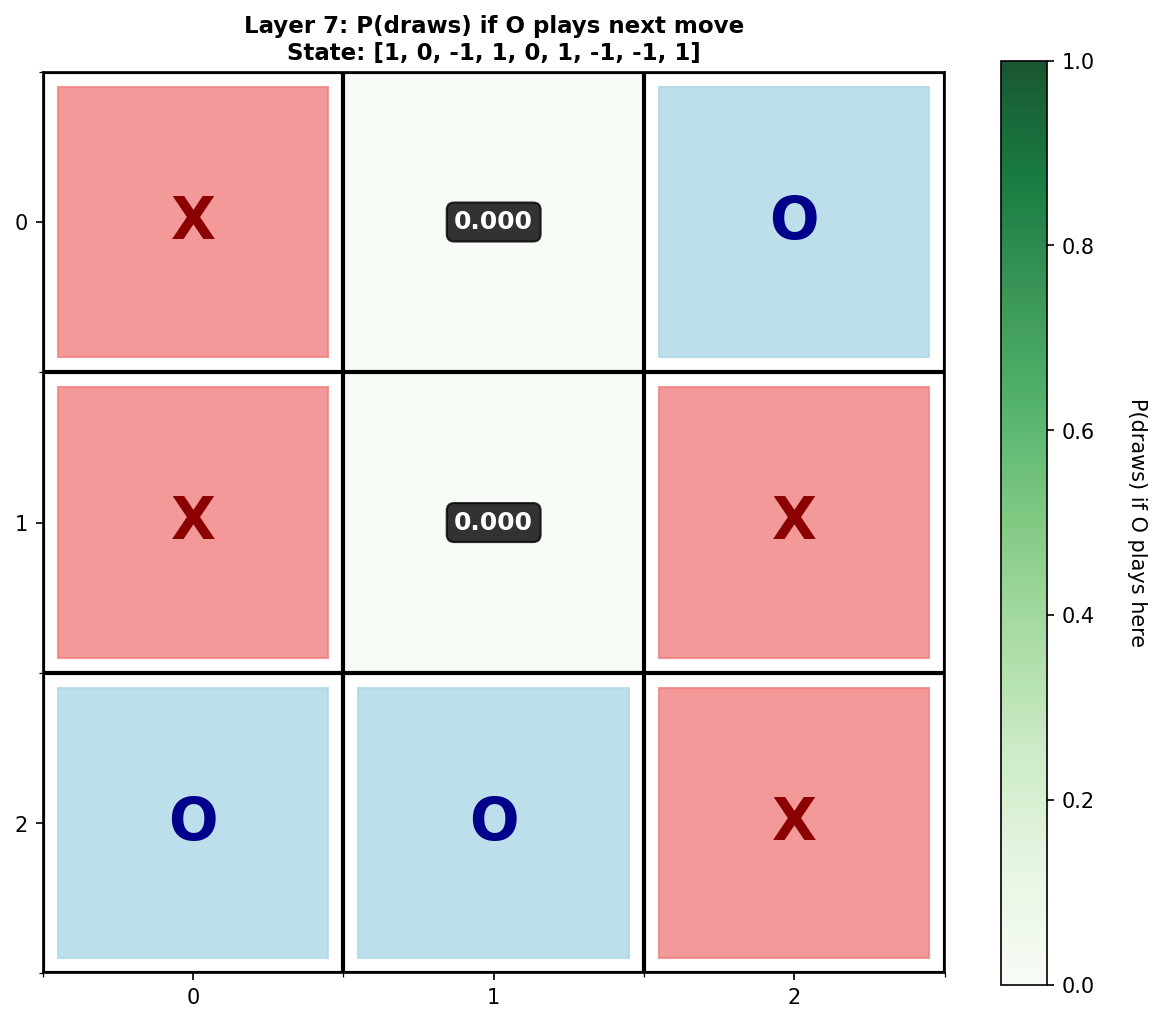 Layer 7: P(draws) if O plays next move
State: [1, 0, -1, 1, 0, 1, -1, -1, 1]
X
0.000
O
X
0.000
X
O
O
X
0
1
2
0
1
2
1.0
0.8
0.6
0.4
0.2
0.0
P(draws) if O plays here